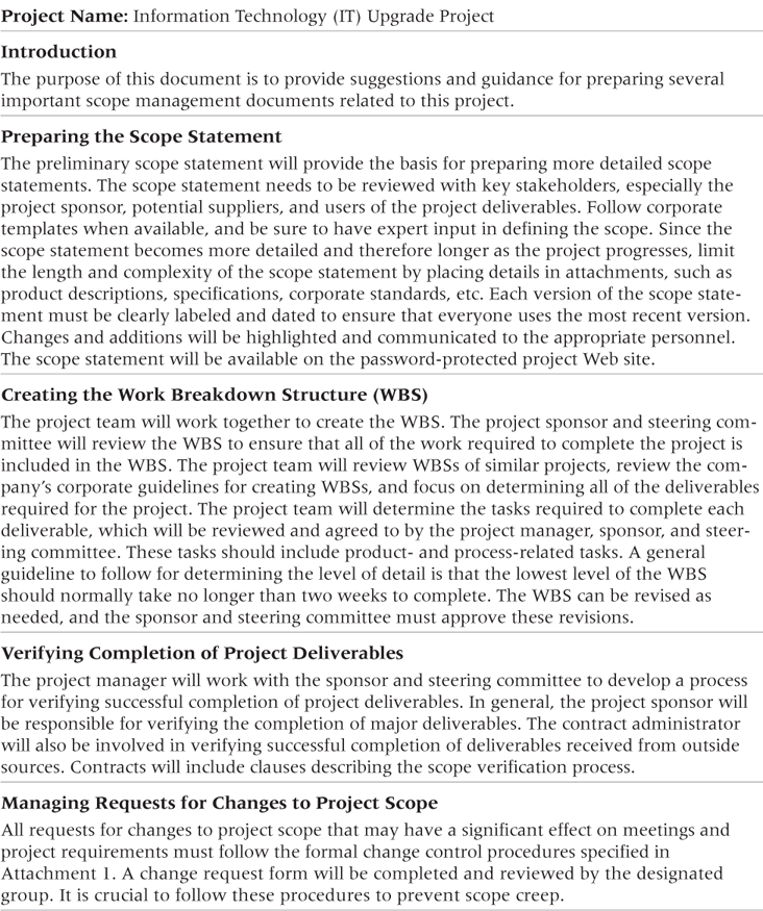 Project Name: Information Technology (IT) Upgrade Project
Introduction
The purpose of this document is to provide suggestions and guidance for preparing several
important scope management documents related to this project.
Preparing the Scope Statement
The preliminary scope statement will provide the basis for preparing more detailed scope
statements. The scope statement needs to be reviewed with key stakeholders, especially the
project sponsor, potential suppliers, and users of the project deliverables. Follow corporate
templates when available, and be sure to have expert input in defining the scope. Since the
scope statement becomes more detailed and therefore longer as the project progresses, limit
the length and complexity of the scope statement by placing details in attachments, such as
product descriptions, specifications, corporate standards, etc. Each version of the scope state-
ment must be clearly labeled and dated to ensure that everyone uses the most recent version.
Changes and additions will be highlighted and communicated to the appropriate personnel.
The scope statement will be available on the password-protected project Web site.
Creating the Work Breakdown Structure (WBS)
The project team will work together to create the WBS. The project sponsor and steering com-
mittee will review the WBS to ensure that all of the work required to complete the project is
included in the WBS. The project team will review WBSs of similar projects, review the com-
pany's corporate guidelines for creating WBSs, and focus on determining all of the deliverables
required for the project. The project team will determine the tasks required to complete each
deliverable, which will be reviewed and agreed to by the project manager, sponsor, and steer-
ing committee. These tasks should include product- and process-related tasks. A general
guideline to follow for determining the level of detail is that the lowest level of the WBS
should normally take no longer than two weeks to complete. The WBS can be revised as
needed, and the sponsor and steering committee must approve these revisions.
Verifying Completion of Project Deliverables
The project manager will work with the sponsor and steering committee to develop a process
for verifying successful completion of project deliverables. In general, the project sponsor will
be responsible for verifying the completion of major deliverables. The contract administrator
will also be involved in verifying successful completion of deliverables received from outside
sources. Contracts will include clauses describing the scope verification process.
Managing Requests for Changes to Project Scope
All requests for changes to project scope that may have a significant effect on meetings and
project requirements must follow the formal change control procedures specified in
Attachment 1. A change request form will be completed and reviewed by the designated
group. It is crucial to follow these procedures to prevent scope creep.